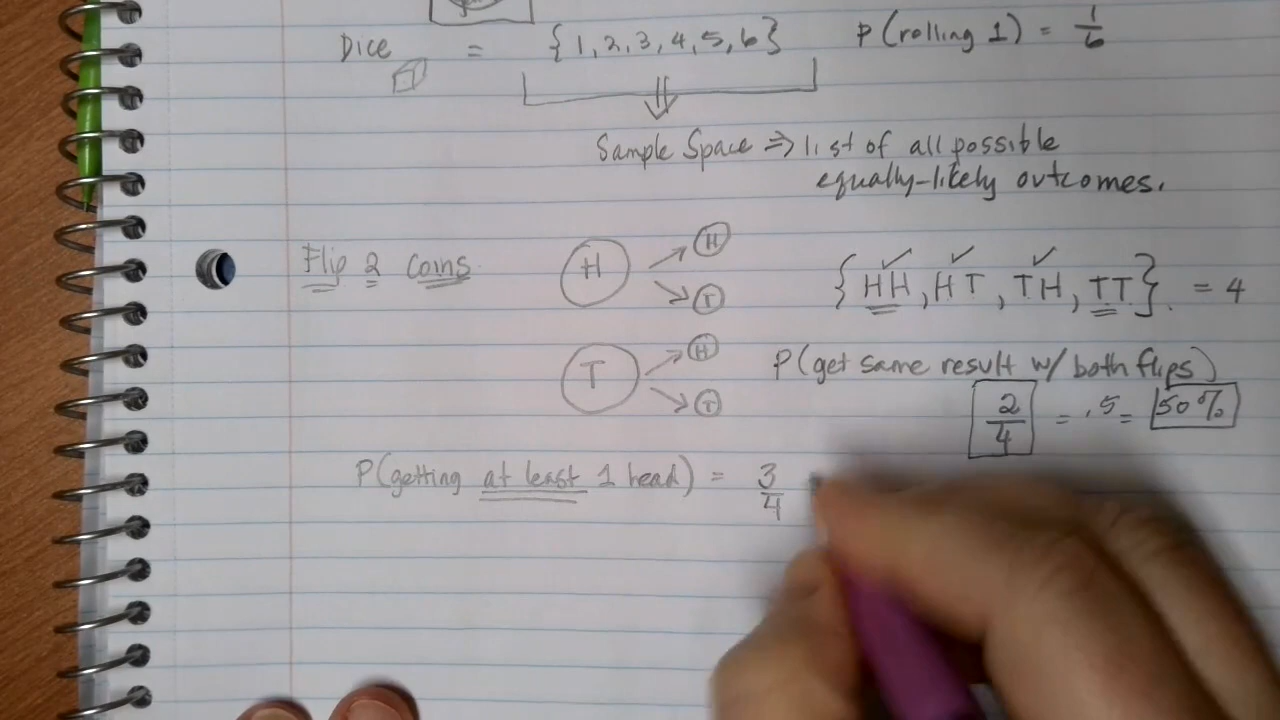 Dice = {1, 2, 3, 4, 5, 6} P(rolling 1) = 1/6
Sample Space ⇒ list of all possible
equally-likely outcomes.
Flip 2 coins
H → H
→ T
T → H
→ T
{HH, HT, TH, TT}. = 4
P(get same result w/ both flips)
2/4 = .5 = 50%
P(getting at least 1 head) = 3/4